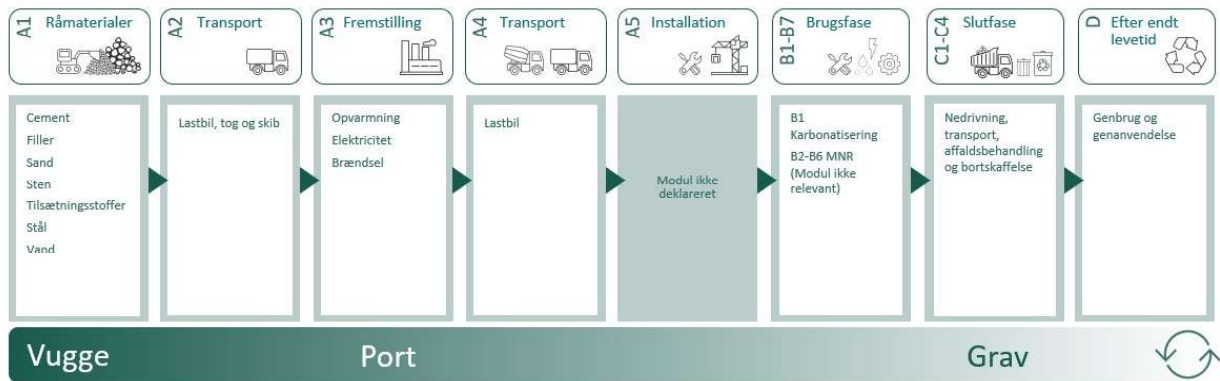 A1 Råmaterialer
A2 Transport
A3 Fremstilling
A4 Transport
A5 Installation
B1-B7 Brugsfase
C1-C4 Slutfase
D Efter endt
levetid
Cement
Filler
Sand
Sten
Tilsætningsstoffer
Stål
Vand
Lastbil, tog og skib
Opvarmning
Elektricitet
Brændsel
Lastbil
Modul ikke
deklareret
B1
Karbonatisering
B2-B6 MNR
(Modul ikke
relevant)
Nedrivning,
transport,
affaldsbehandling
og bortskaffelse
Genbrug og
genanvendelse
Vugge
Port
Grav